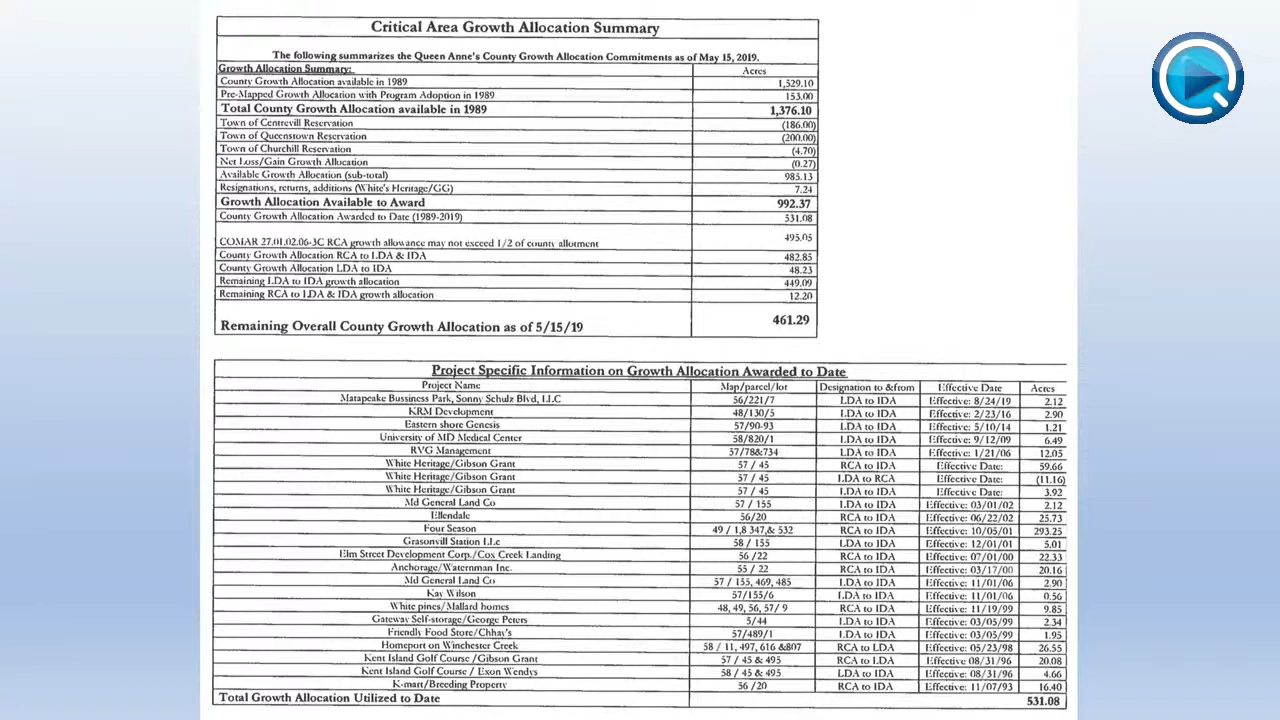 Critical Area Growth Allocation Summary
The following summarizes the Queen Anne's County Growth Allocation Commitments as of May 15, 2019.
Growth Allocation Summary: Acres
County Growth Allocation available in 1989 1,529.10
Pre-Mapped Growth Allocation with Program Adoption in 1989 153.00
Total County Growth Allocation available in 1989 1,376.10
Town of Centrevill Reservation (186.00)
Town of Queenstown Reservation (200.00)
Town of Churchill Reservation (4.70)
Net Loss/Gain Growth Allocation (0.27)
Available Growth Allocation (sub-total) 985.13
Resignations, returns, additions (White's Heritage/GG) 7.24
Growth Allocation Available to Award 992.37
County Growth Allocation Awarded to Date (1989-2019) 531.08
COMAR 27.01.02.06-3C RCA growth allowance may not exceed 1/2 of county allotment 495.05
County Growth Allocation RCA to LDA & IDA 482.85
County Growth Allocation LDA to IDA 48.23
Remaining LDA to IDA growth allocation 449.09
Remaining RCA to LDA & IDA growth allocation 12.20
Remaining Overall County Growth Allocation as of 5/15/19 461.29
Project Specific Information on Growth Allocation Awarded to Date
Project Name Map/parcel/lot Designation to &from Effective Date Acres
Matapeake Bussiness Park, Sonny Schulz Blvd, LLC 56/221/7 LDA to IDA Effective: 8/24/19 2.12
KRM Development 48/130/5 LDA to IDA Effective: 2/23/16 2.90
Eastern shore Genesis 57/90-93 LDA to IDA Effective: 5/10/14 1.21
University of MD Medical Center 58/820/1 LDA to IDA Effective: 9/12/09 6.49
RVG Management 57/78&734 LDA to IDA Effective: 1/21/06 12.05
White Heritage/Gibson Grant 57 / 45 RCA to IDA Effective Date: 59.66
White Heritage/Gibson Grant 57 / 45 LDA to RCA Effective Date: (11.16)
White Heritage/Gibson Grant 57 / 45 LDA to IDA Effective Date: 3.92
Md General Land Co 57 / 155 LDA to IDA Effective: 03/01/02 2.12
Ellendale 56/20 RCA to IDA Effective: 06/22/02 25.73
Four Season 49 / 1,8 347,& 532 RCA to IDA Effective: 10/05/01 293.25
Grasonvill Station LLc 58 / 155 LDA to IDA Effective: 12/01/01 5.01
Elm Street Development Corp./Cox Creek Landing 56 /22 RCA to IDA Effective: 07/01/00 22.33
Anchorage/Waterman Inc. 55 / 22 RCA to IDA Effective: 03/17/00 20.16
Md General Land Co 57 / 155, 469, 485 LDA to IDA Effective: 11/01/06 2.90
Kay Wilson 57/155/6 LDA to IDA Effective: 11/01/06 0.56
White pines/Mallard homes 48, 49, 56, 57/ 9 RCA to IDA Effective: 11/19/99 9.85
Gateway Self-storage/George Peters 5/44 LDA to IDA Effective: 03/05/99 2.34
Friendly Food Store/Chhay's 57/489/1 LDA to IDA Effective: 03/05/99 1.95
Homeport on Winchester Creek 58 / 11, 497, 616 &807 RCA to LDA Effective: 05/23/98 26.55
Kent Island Golf Course /Gibson Grant 57 / 45 & 495 RCA to LDA Effective 08/31/96 20.08
Kent Island Golf Course / Exon Wendys 58 / 45 & 495 LDA to IDA Effective: 08/31/96 4.66
K-mart/Breeding Property 56 /20 RCA to IDA Effective: 11/07/93 16.40
Total Growth Allocation Utilized to Date 531.08